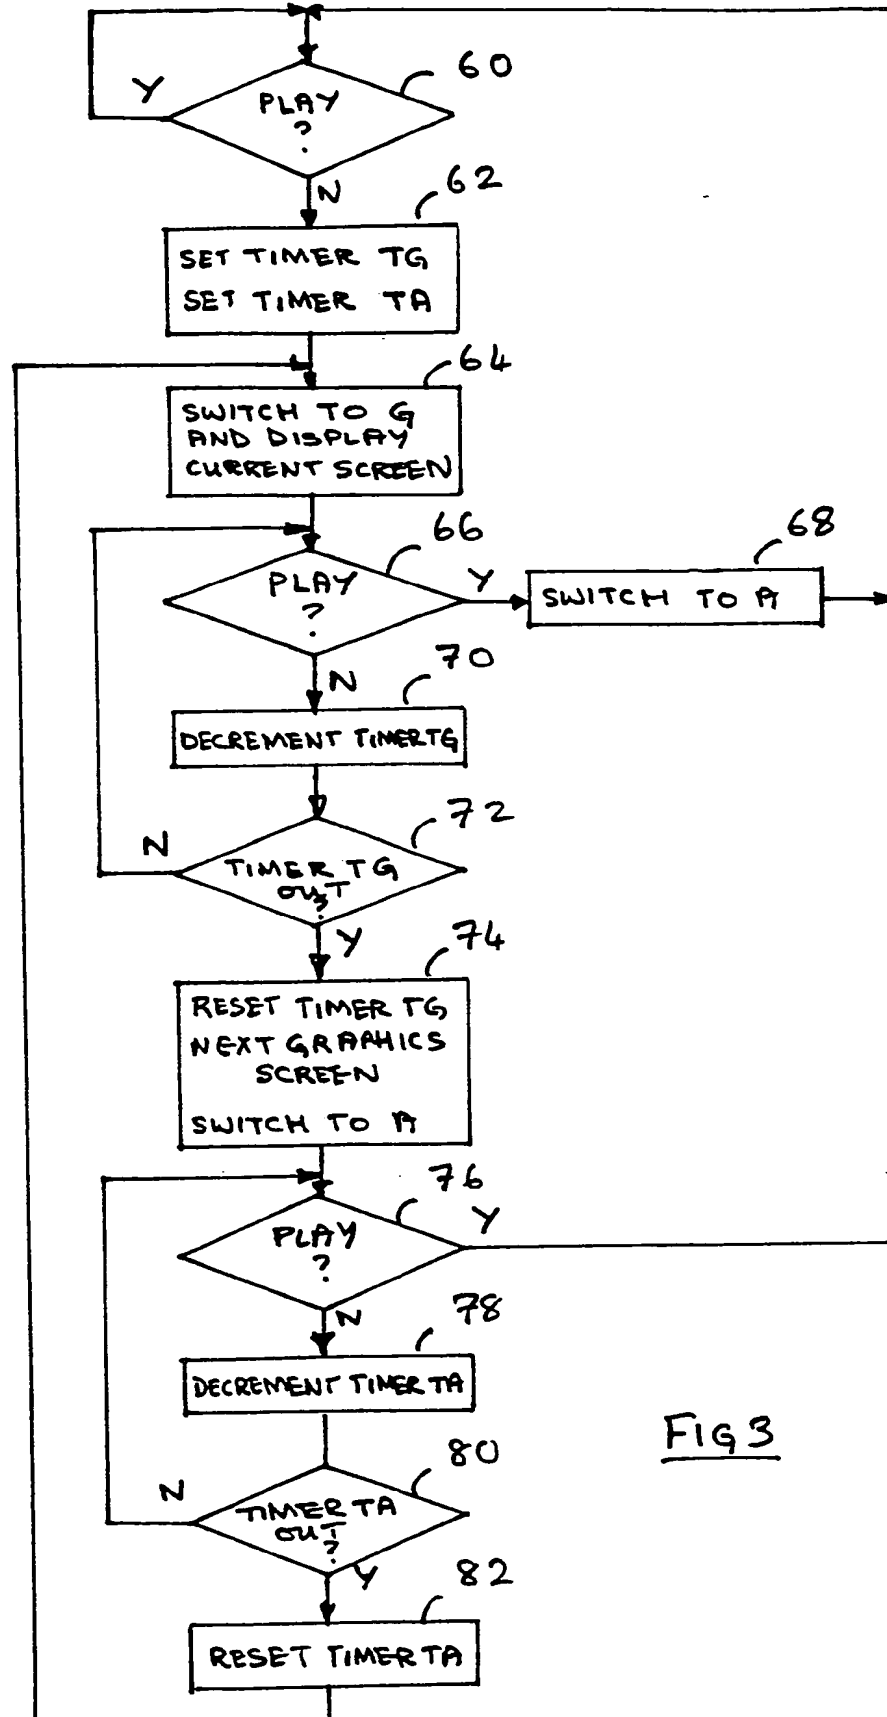 60
Y
PLAY
?
N
62
SET TIMER TG
SET TIMER TA
64
SWITCH TO G
AND DISPLAY
CURRENT SCREEN
66
68
PLAY
?
Y
SWITCH TO A
N
70
DECREMENT TIMER TG
72
N
TIMER TG
OUT
?
Y
74
RESET TIMER TG
NEXT GRAPHICS
SCREEN
SWITCH TO A
76
Y
PLAY
?
N
78
DECREMENT TIMER TA
FIG 3
80
N
TIMER TA
OUT
?
Y
82
RESET TIMER TA